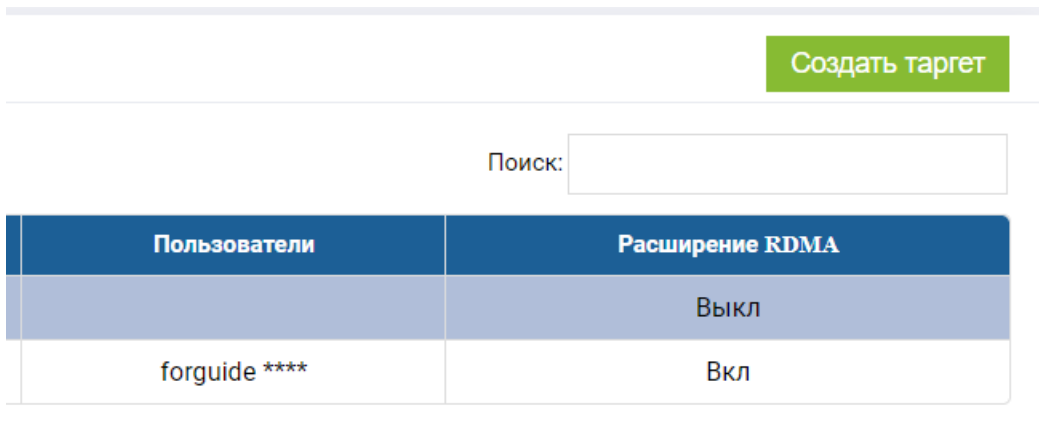 Создать таргет
Поиск:
Пользователи Расширение RDMA
Выкл
forguide **** Вкл